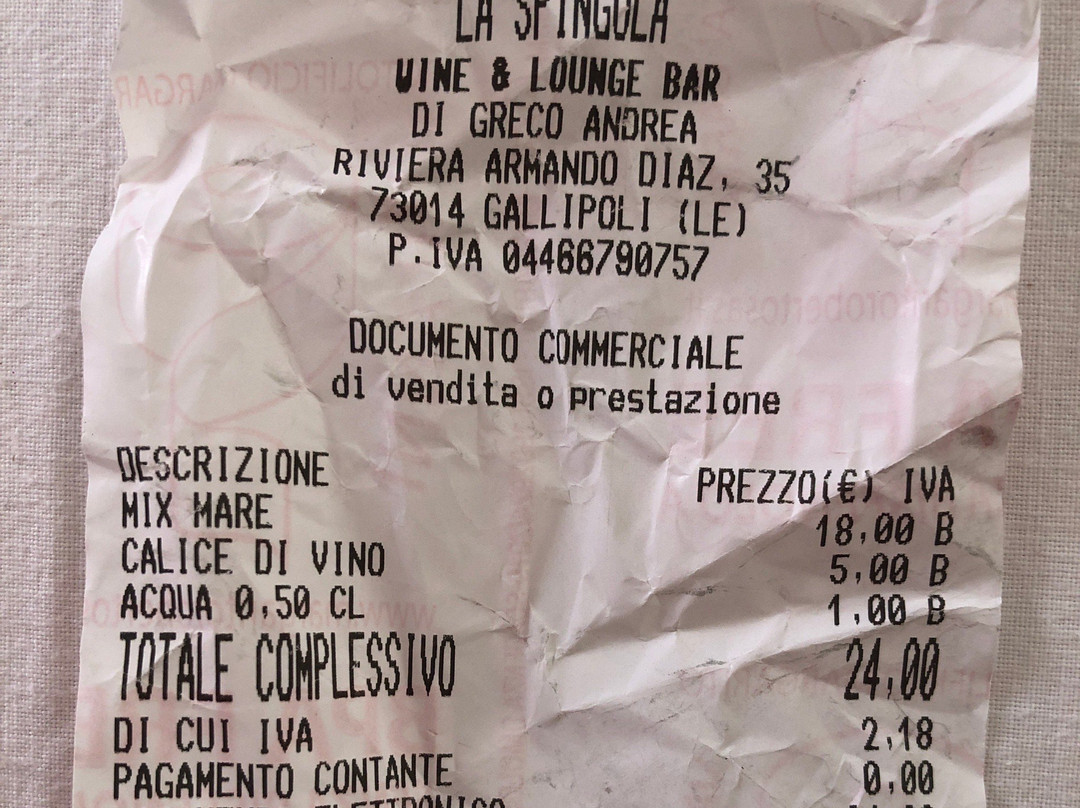 LA SPINGULA
WINE & LOUNGE BAR
DI GRECO ANDREA
RIVIERA ARMANDO DIAZ, 35
73014 GALLIPOLI (LE)
P.IVA 04466790757
DOCUMENTO COMMERCIALE
di vendita o prestazione
DESCRIZIONE PREZZO(€) IVA
MIX MARE 18,00 B
CALICE DI VINO 5,00 B
ACQUA 0,50 CL 1,00 B
TOTALE COMPLESSIVO 24,00
DI CUI IVA 2,18
PAGAMENTO CONTANTE 0,00
ELETTRONICO